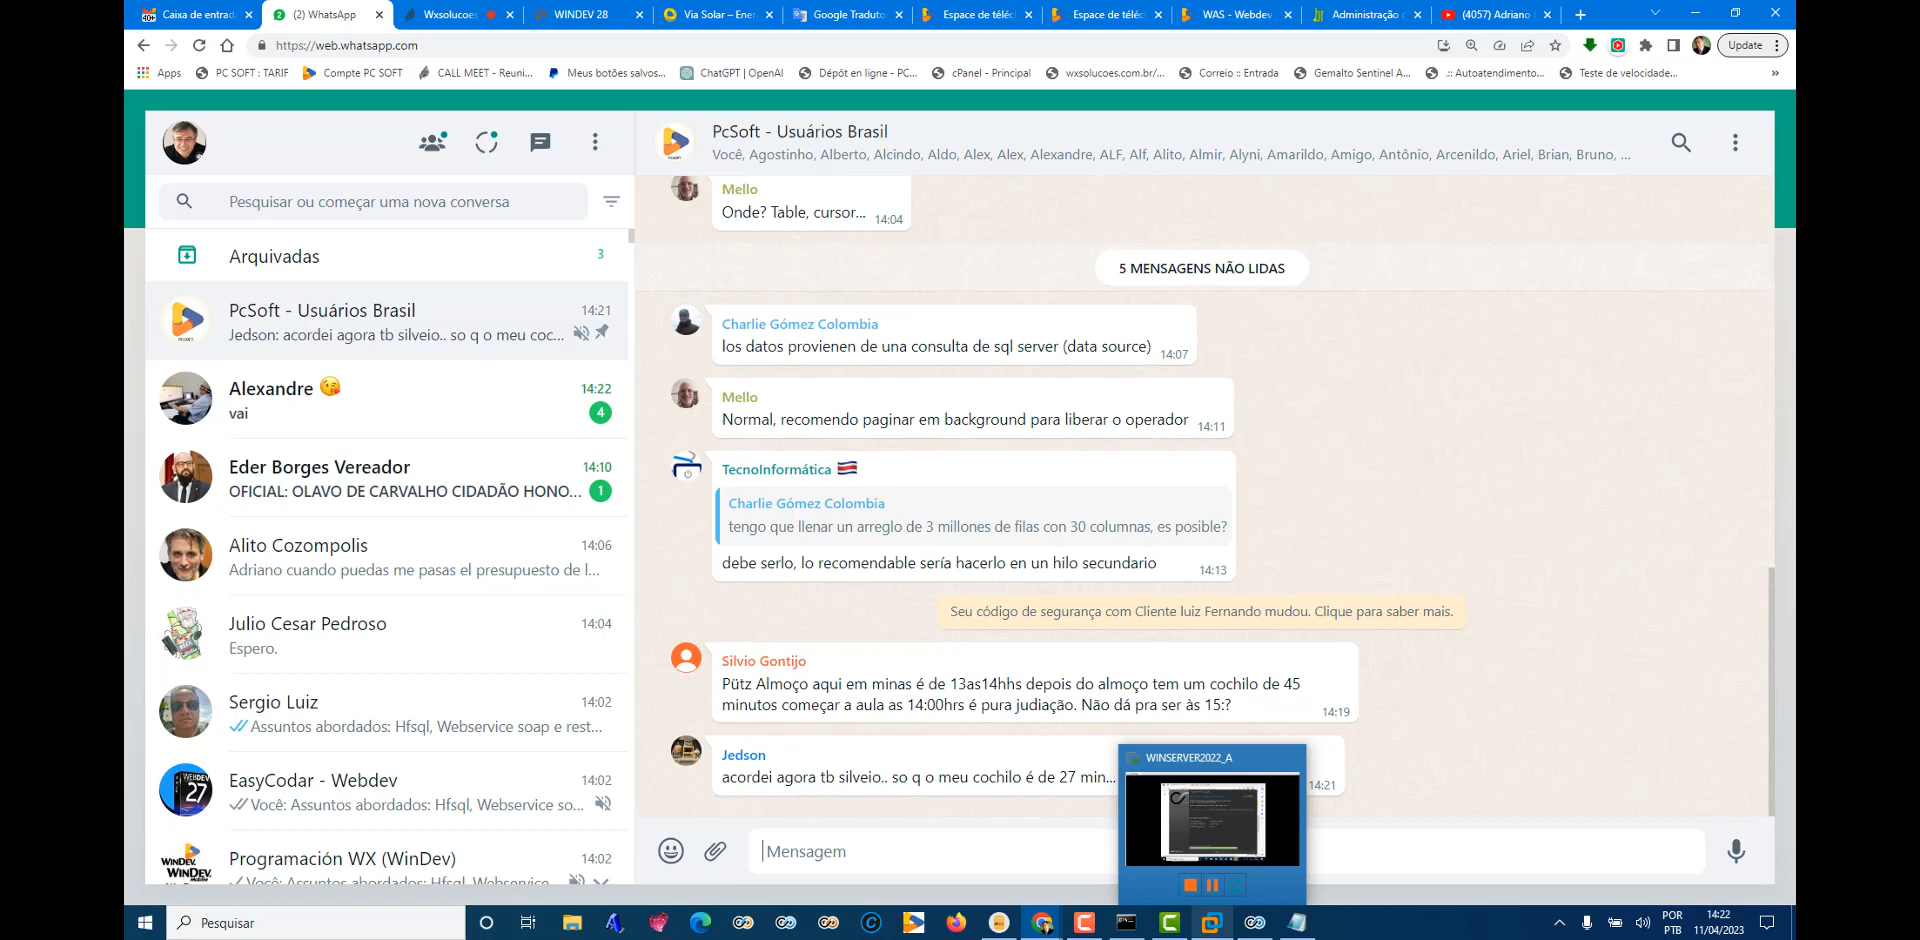 Caixa de entrad
(2) WhatsApp
Wxsolucoes
WINDEV 28
Via Solar – Ener
Google Traduto
Espace de téléc
Espace de téléc
WAS - Webdev
Administração
(4057) Adriano
https://web.whatsapp.com
Update
Apps
PC SOFT : TARIF
Compte PC SOFT
CALL MEET - Reuni...
Meus botões salvos...
ChatGPT | OpenAI
Dépôt en ligne - PC...
cPanel - Principal
wxsolucoes.com.br/...
Correio :: Entrada
Gemalto Sentinel A...
.:: Autoatendimento...
Teste de velocidade...
»
PcSoft - Usuários Brasil
Você, Agostinho, Alberto, Alcindo, Aldo, Alex, Alex, Alexandre, ALF, Alf, Alito, Almir, Alyni, Amarildo, Amigo, Antônio, Arcenildo, Ariel, Brian, Bruno, ...
Pesquisar ou começar uma nova conversa
Arquivadas
3
PcSoft - Usuários Brasil
14:21
Jedson: acordei agora tb silveio.. so q o meu coc...
Alexandre 😘
14:22
vai
4
Eder Borges Vereador
14:10
OFICIAL: OLAVO DE CARVALHO CIDADÃO HONO...
1
Alito Cozompolis
14:06
Adriano cuando puedas me pasas el presupuesto de l...
Julio Cesar Pedroso
14:04
Espero.
Sergio Luiz
14:02
Assuntos abordados: Hfsql, Webservice soap e rest...
EasyCodar - Webdev
14:02
Você: Assuntos abordados: Hfsql, Webservice so...
WEBDEV
27
Programación WX (WinDev)
14:02
Você: Assuntos abordados: Hfsql, Webservice
WINDEV
WINDEV
Mello
Onde? Table, cursor...
14:04
5 MENSAGENS NÃO LIDAS
Charlie Gómez Colombia
los datos provienen de una consulta de sql server (data source)
14:07
Mello
Normal, recomendo paginar em background para liberar o operador
14:11
TecnoInformática 🇨🇷
Charlie Gómez Colombia
tengo que llenar un arreglo de 3 millones de filas con 30 columnas, es posible?
debe serlo, lo recomendable sería hacerlo en un hilo secundario
14:13
Seu código de segurança com Cliente luiz Fernando mudou. Clique para saber mais.
Silvio Gontijo
Pütz Almoço aqui em minas é de 13as14hhs depois do almoço tem um cochilo de 45
minutos começar a aula as 14:00hrs é pura judiação. Não dá pra ser às 15:?
14:19
Jedson
acordei agora tb silveio.. so q o meu cochilo é de 27 min...
14:21
WINSERVER2022_A
Mensagem
Pesquisar
POR
PTB
14:22
11/04/2023